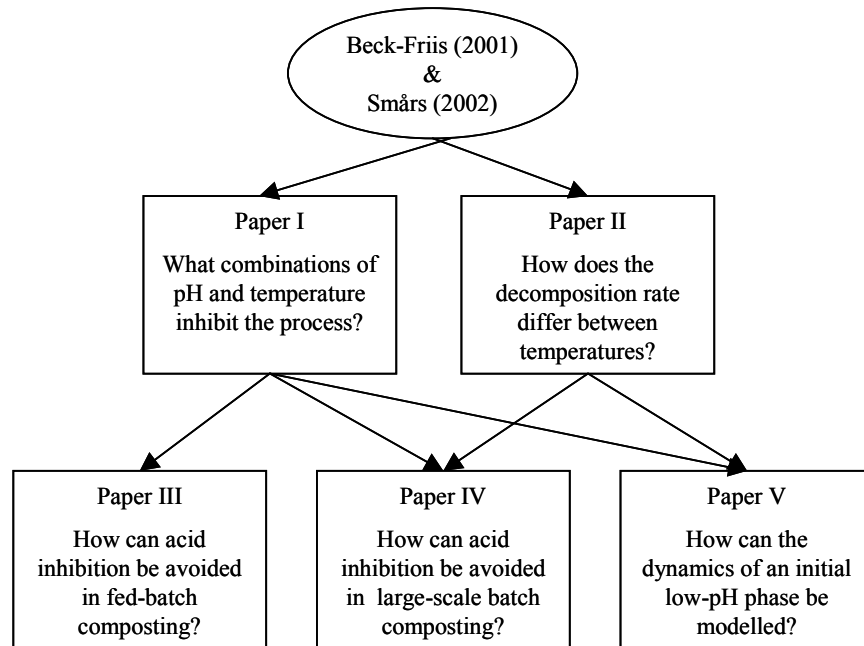 Beck-Friis (2001)
&
Smårs (2002)
Paper I
What combinations of
pH and temperature
inhibit the process?
Paper II
How does the
decomposition rate
differ between
temperatures?
Paper III
How can acid
inhibition be avoided
in fed-batch
composting?
Paper IV
How can acid
inhibition be avoided
in large-scale batch
composting?
Paper V
How can the
dynamics of an initial
low-pH phase be
modelled?